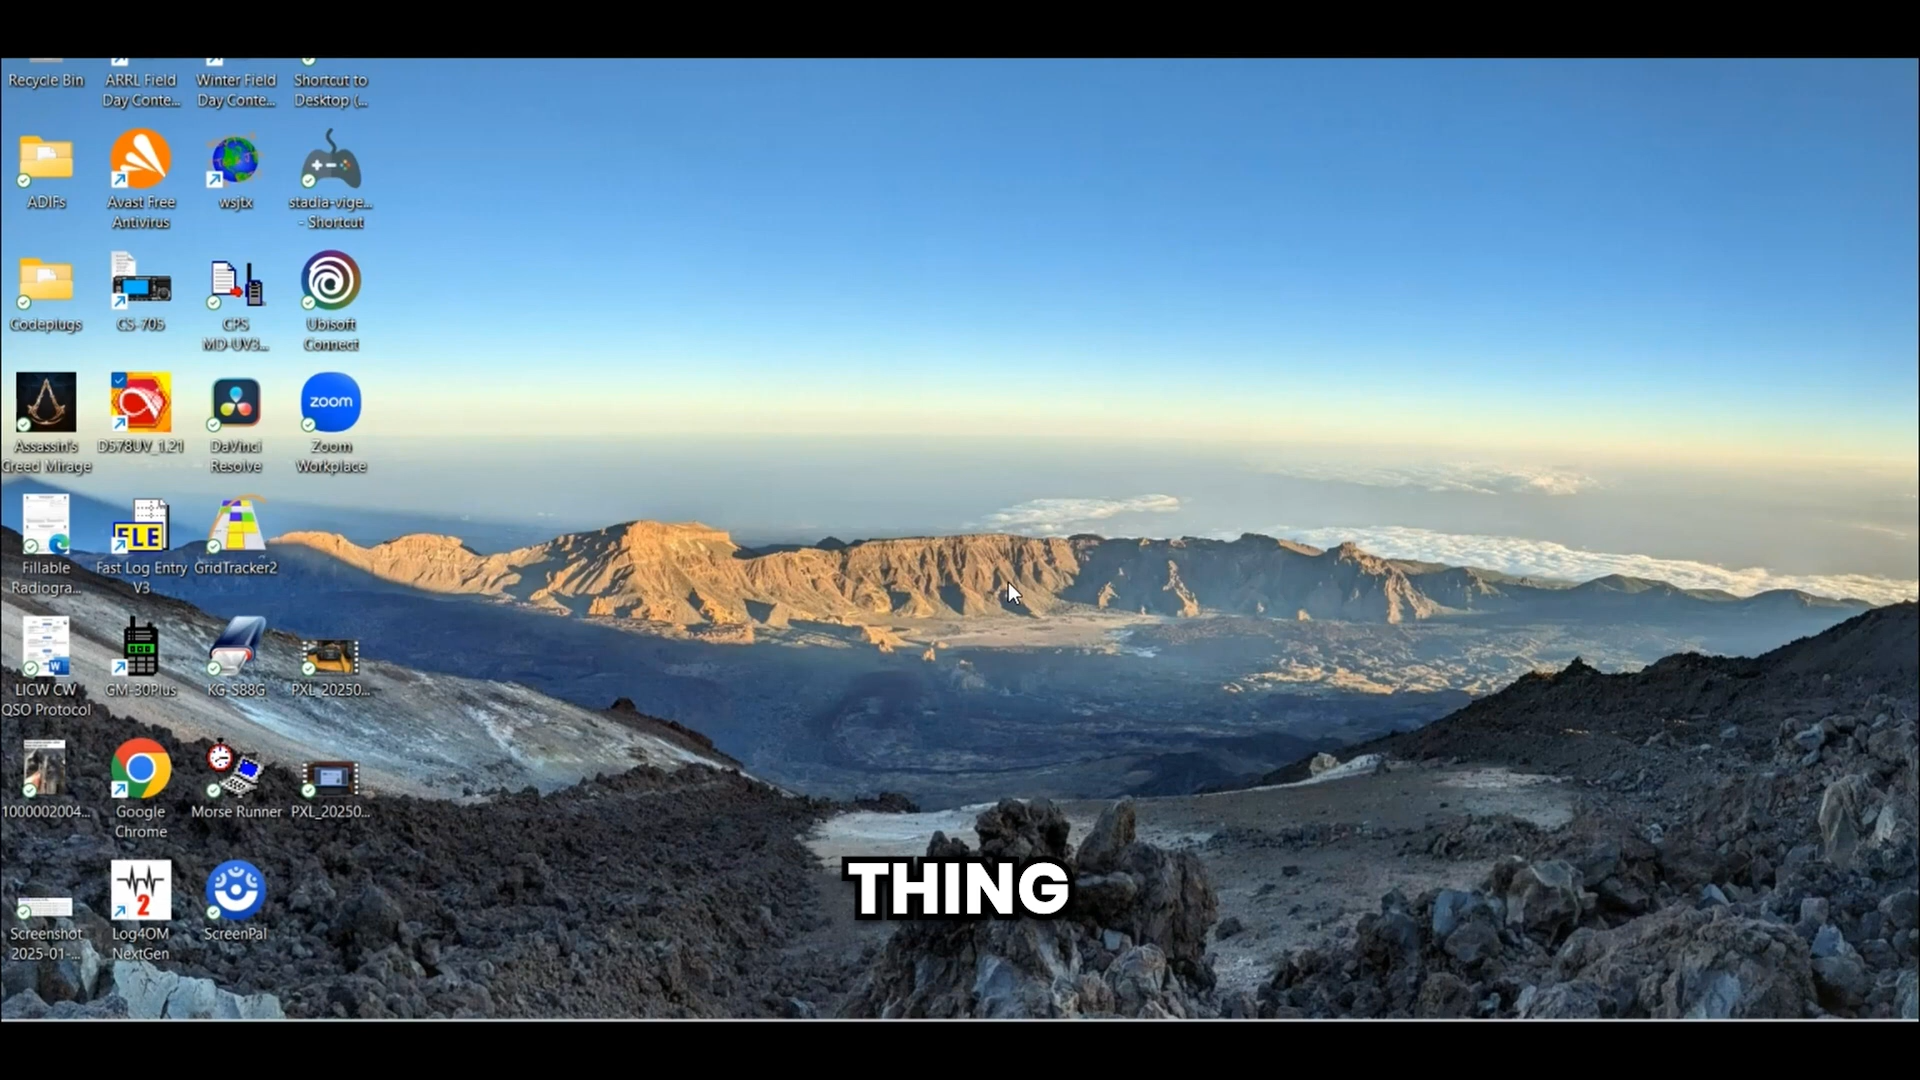 Recycle Bin
ARRL Field
Day Conte...
Winter Field
Day Conte...
Shortcut to
Desktop (...
ADIFs
Avast Free
Antivirus
wsjtx
stadia-vige...
- Shortcut
Codeplugs
CS-705
CPS
MD-UV3...
Ubisoft
Connect
zoom
Assassin's
Creed Mirage
D578UV_1.21
DaVinci
Resolve
Zoom
Workplace
FLE
Fillable
Radiogra...
Fast Log Entry
V3
GridTracker2
W
LICW CW
QSO Protocol
GM-30Plus
KG-S88G
PXL_20250...
1000002004...
Google
Chrome
Morse Runner
PXL_20250...
2
Screenshot
2025-01-...
Log4OM
NextGen
ScreenPal
THING